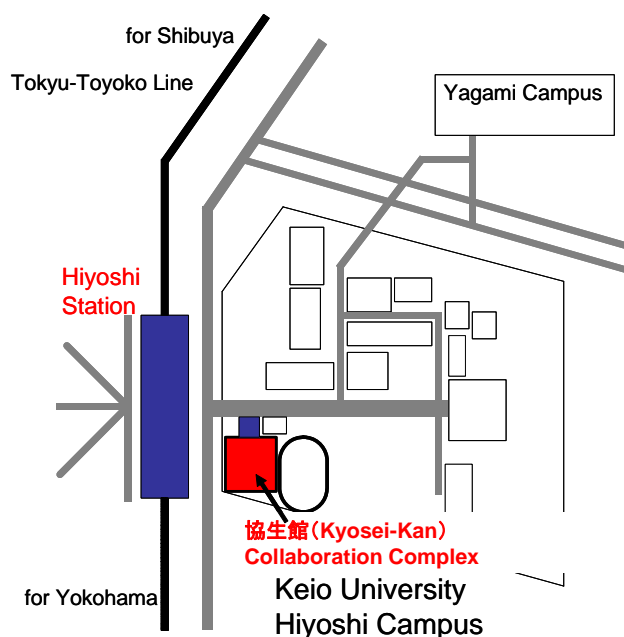 for Shibuya
Tokyu-Toyoko Line
Yagami Campus
Hiyoshi
Station
協生館(Kyosei-Kan)
Collaboration Complex
Keio University
Hiyoshi Campus
for Yokohama